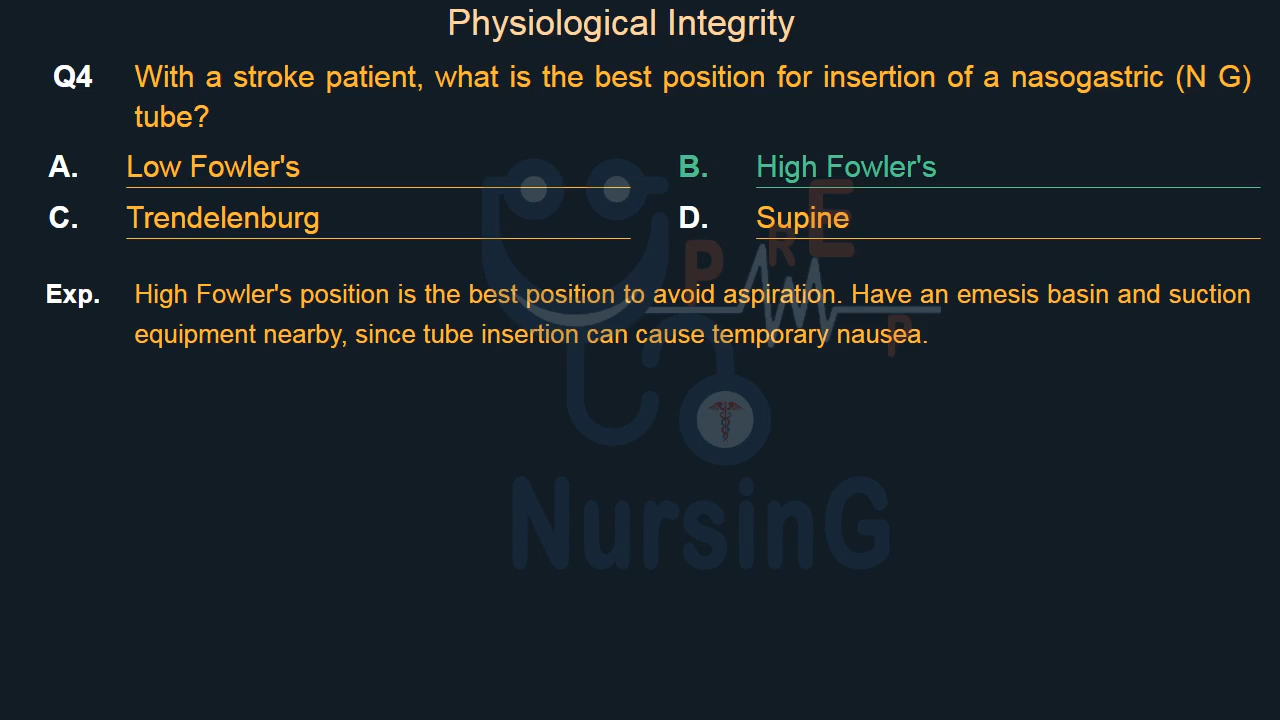 Physiological Integrity
Q4 With a stroke patient, what is the best position for insertion of a nasogastric (N G)
tube?
A. Low Fowler's B. High Fowler's
C. Trendelenburg D. Supine
Exp. High Fowler's position is the best position to avoid aspiration. Have an emesis basin and suction
equipment nearby, since tube insertion can cause temporary nausea.
PREP
NursinG